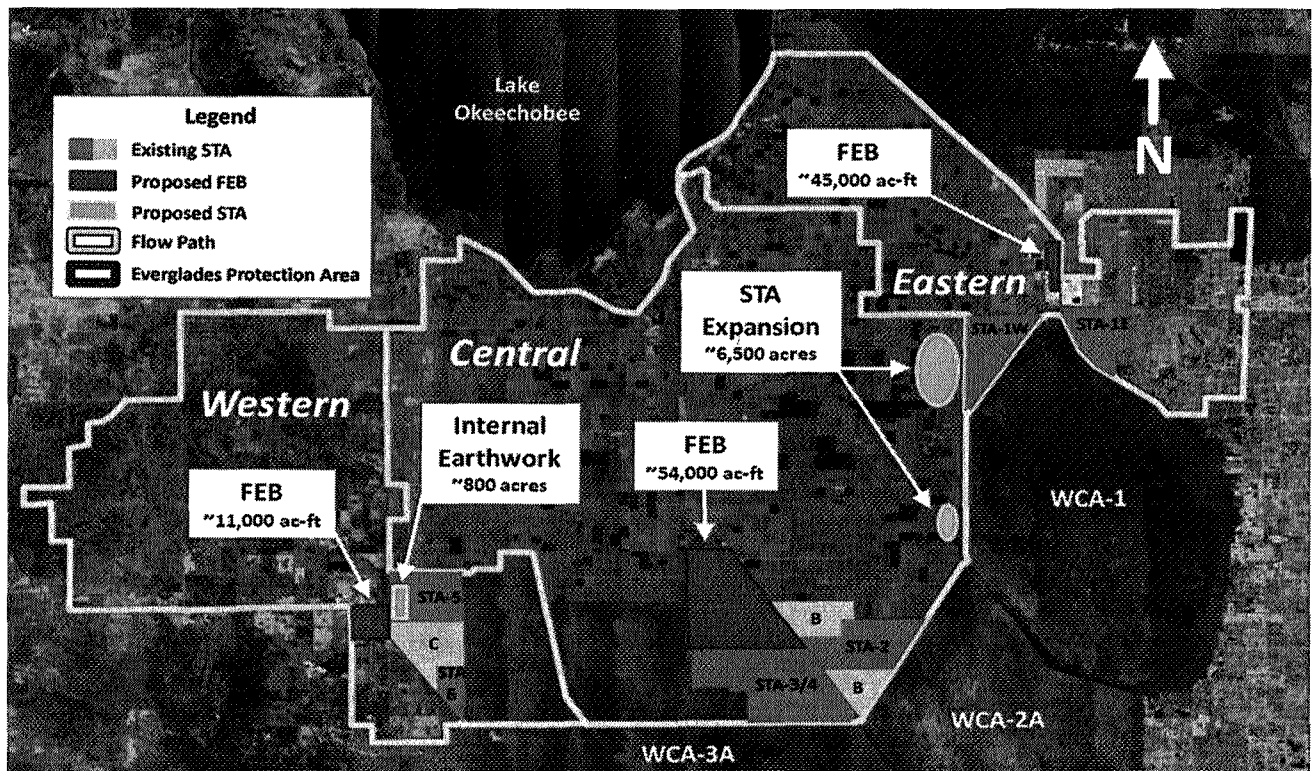 Lake
Okeechobee
N
Legend
Existing STA
Proposed FEB
Proposed STA
Flow Path
Everglades Protection Area
FEB
~45,000 ac-ft
Eastern
STA
Expansion
~6,500 acres
STA-1W
STA-1E
Central
Western
Internal
Earthwork
~800 acres
FEB
~54,000 ac-ft
FEB
~11,000 ac-ft
WCA-1
STA-5
C
STA-
6
B
STA-2
STA-3/4
B
WCA-2A
WCA-3A